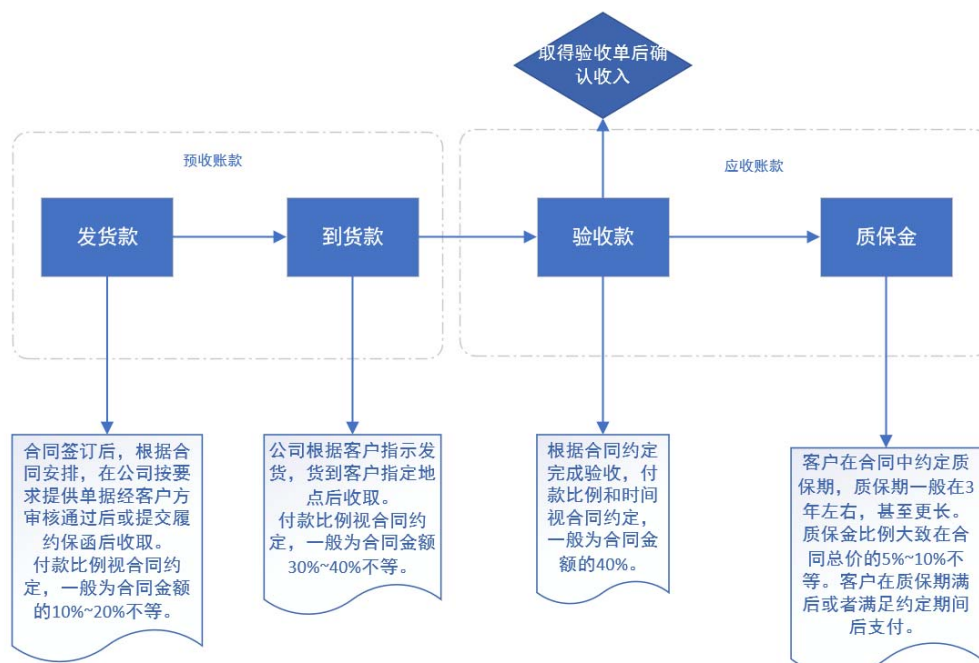 取得验收单后确
认收入
预收账款
应收账款
发货款
到货款
验收款
质保金
合同签订后，根据合
同安排，在公司按要
求提供单据经客户方
审核通过后或提交履
约保函后收取。
付款比例视合同约
定，一般为合同金额
的10%~20%不等。
公司根据客户指示发
货，货到客户指定地
点后收取。
付款比例视合同约
定，一般为合同金额
30%~40%不等。
根据合同约定
完成验收，付
款比例和时间
视合同约定，
一般为合同金
额的40%。
客户在合同中约定质
保期，质保期一般在3
年左右，甚至更长。
质保金比例大致在合
同总价的5%~10%不
等。客户在质保期满
后或者满足约定期间
后支付。